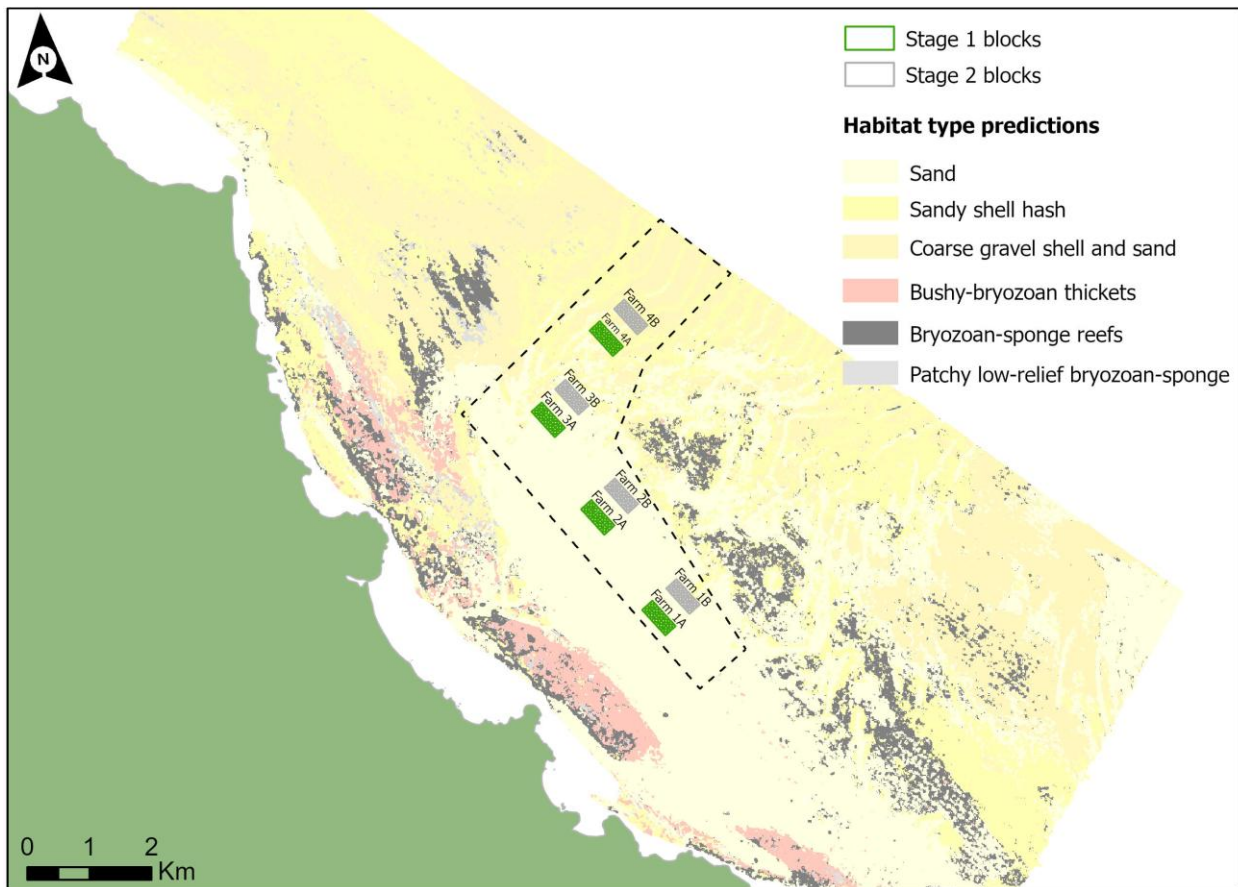 N
Stage 1 blocks
Stage 2 blocks
Habitat type predictions
Sand
Sandy shell hash
Coarse gravel shell and sand
Bushy-bryozoan thickets
Bryozoan-sponge reefs
Patchy low-relief bryozoan-sponge
Farm 4B
Farm 4A
Farm 3B
Farm 3A
Farm 2B
Farm 2A
Farm 1B
Farm 1A
0 1 2
Km